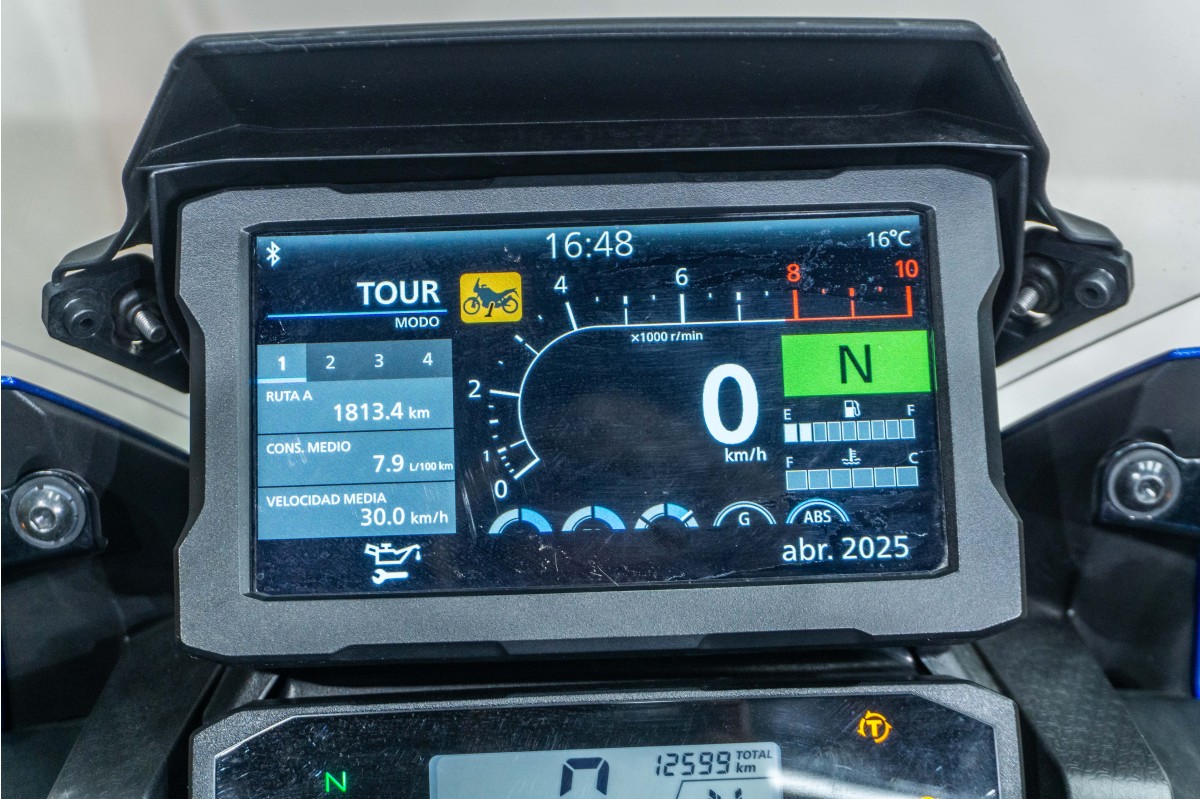 16:48
16°C
TOUR
MODO
4 6 8 10
×1000 r/min
1 2 3 4
N
RUTA A
1813.4 km
2
0
km/h
E F
CONS. MEDIO
7.9 L/100 km
1
F C
VELOCIDAD MEDIA
30.0 km/h
0
G
ABS
abr. 2025
T
12599 TOTAL
km
N